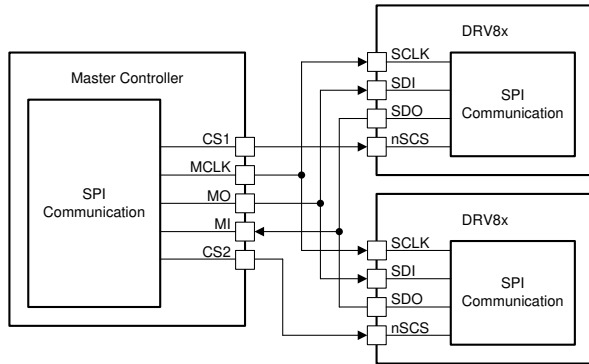 Master Controller
SPI
Communication
CS1
MCLK
MO
MI
CS2
DRV8x
SCLK
SDI
SDO
nSCS
SPI
Communication
DRV8x
SCLK
SDI
SDO
nSCS
SPI
Communication